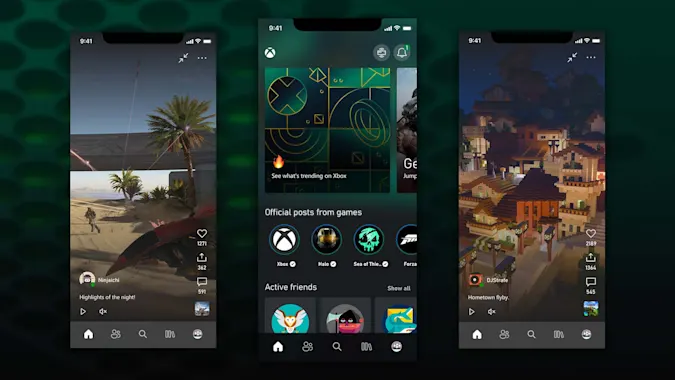 9:41
1271
362
591
Ninjaichi
Highlights of the night!
9:41
See what's trending on Xbox
Jump
Official posts from games
Xbox
Halo
Sea of Thie...
Forza
Active friends
Show all
9:41
2189
1364
545
DJStrafe
Hometown flyby.